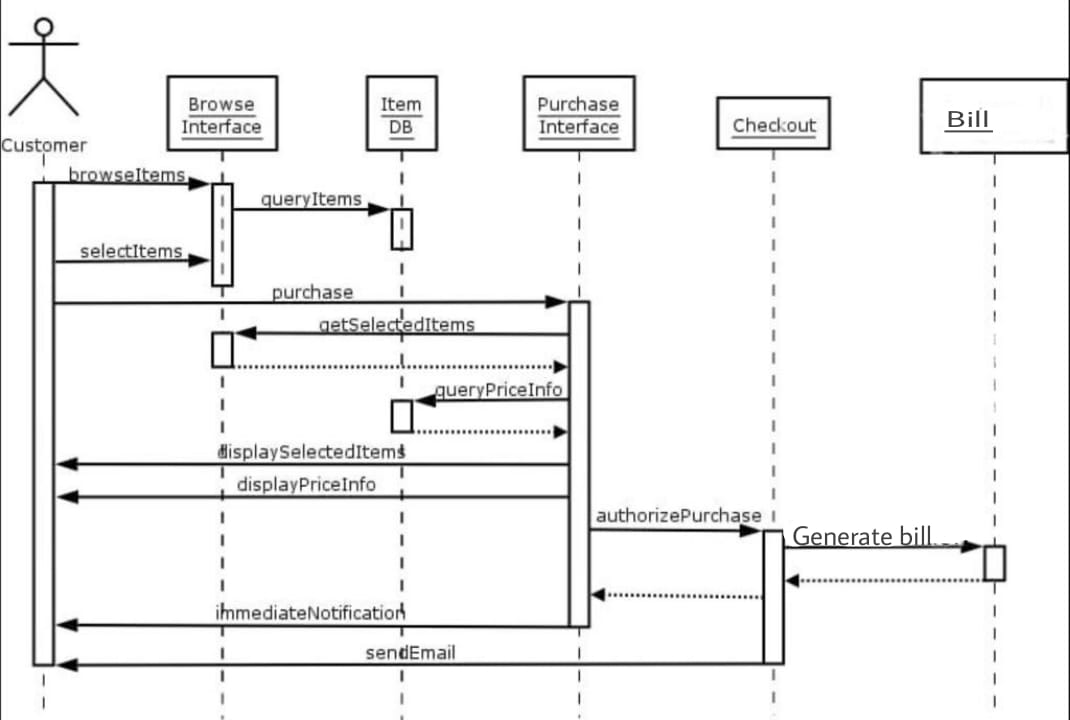 Browse
Interface
Item
DB
Purchase
Interface
Checkout
Bill
Customer
browseItems
queryItems
selectItems
purchase
getSelectedItems
queryPriceInfo
displaySelectedItems
displayPriceInfo
authorizePurchase
Generate bill
immediateNotification
sendEmail